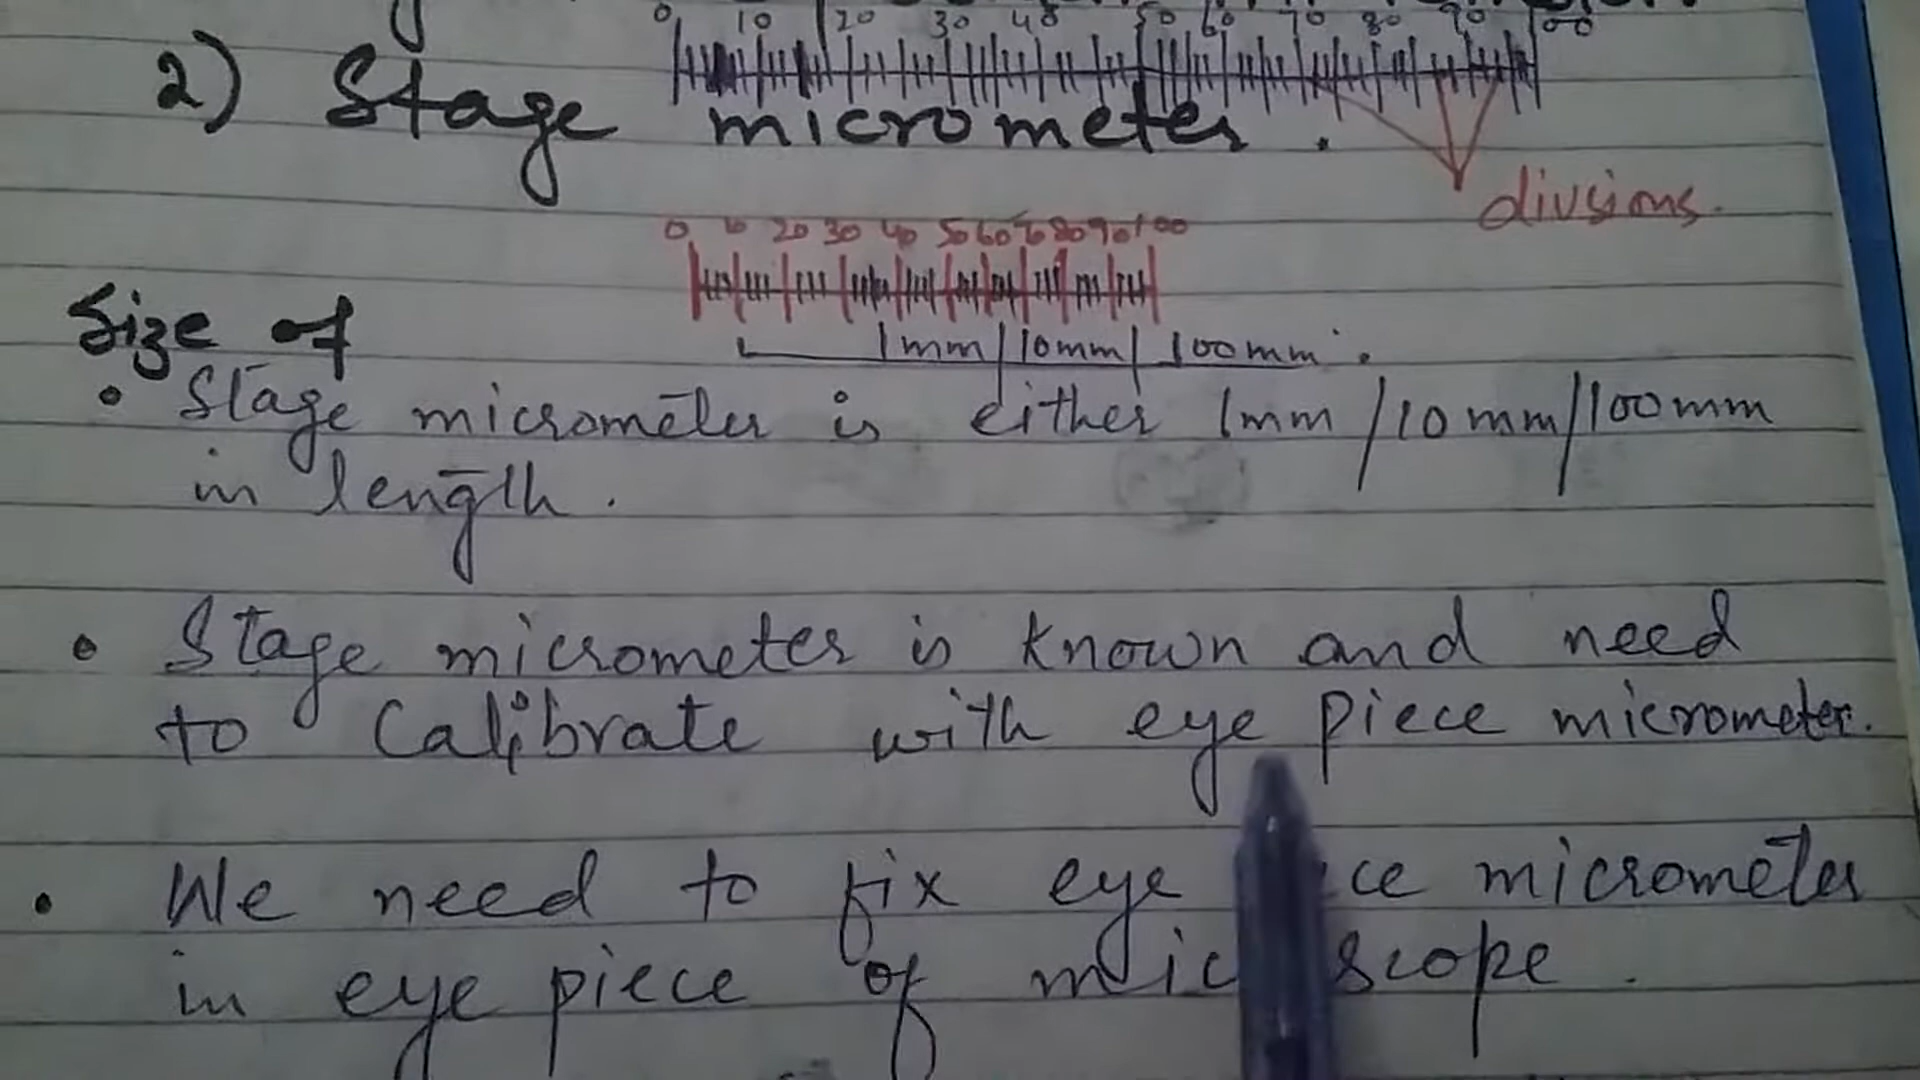 0 10 20 30 40 50 60 70 80 90 100
2) Stage micrometer.
divsions.
0 10 20 30 40 50 60 70 80 90 100
1mm/10mm/100mm.
Size of
• Stage micrometer is either 1mm/10mm/100mm
in length.
• Stage micrometer is known and need
to Calibrate with eye piece micrometer.
• We need to fix eye ce micrometer
in eye piece of mic scope.